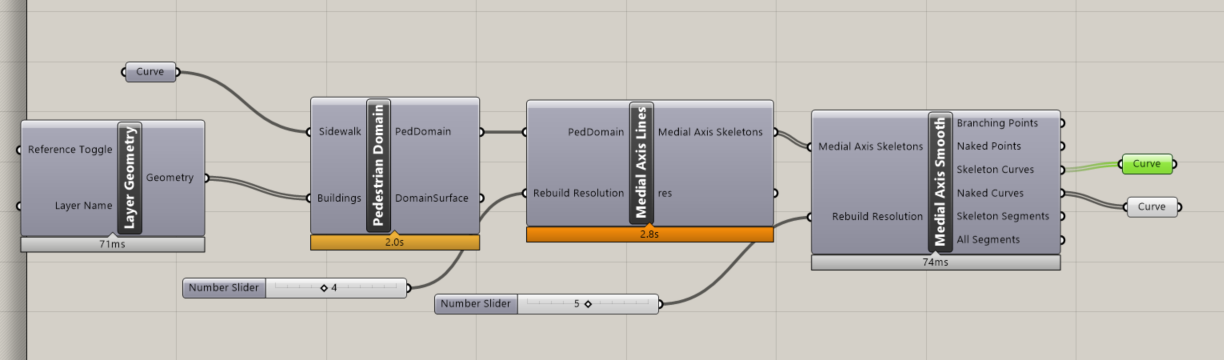 Curve
Reference Toggle
Layer Name
Layer Geometry
Geometry
71ms
Sidewalk
Buildings
Pedestrian Domain
PedDomain
DomainSurface
2.0s
Number Slider
4
PedDomain
Rebuild Resolution
Medial Axis Lines
Medial Axis Skeletons
res
2.8s
Number Slider
5
Medial Axis Skeletons
Rebuild Resolution
Medial Axis Smooth
Branching Points
Naked Points
Skeleton Curves
Naked Curves
Skeleton Segments
All Segments
74ms
Curve
Curve